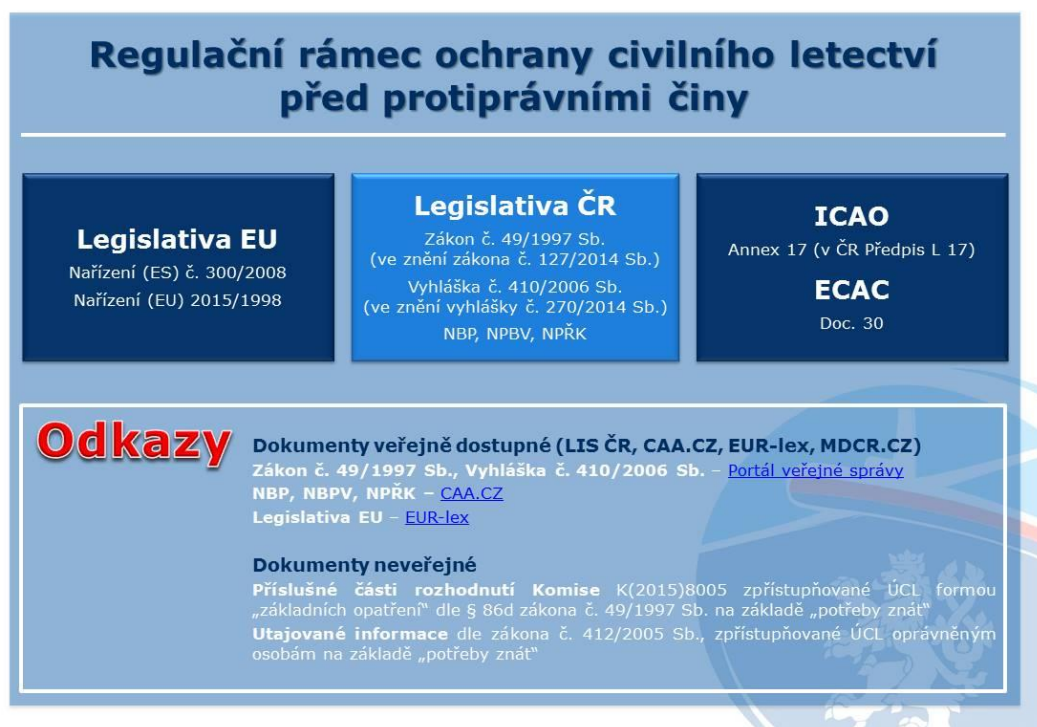 Regulační rámec ochrany civilního letectví
před protiprávními činy
Legislativa EU
Nařízení (ES) č. 300/2008
Nařízení (EU) 2015/1998
Legislativa ČR
Zákon č. 49/1997 Sb.
(ve znění zákona č. 127/2014 Sb.)
Vyhláška č. 410/2006 Sb.
(ve znění vyhlášky č. 270/2014 Sb.)
NBP, NPBV, NPŘK
ICAO
Annex 17 (v ČR Předpis L 17)
ECAC
Doc. 30
Odkazy
Dokumenty veřejně dostupné (LIS ČR, CAA.CZ, EUR-lex, MDCR.CZ)
Zákon č. 49/1997 Sb., Vyhláška č. 410/2006 Sb. – Portál veřejné správy
NBP, NBPV, NPŘK – CAA.CZ
Legislativa EU – EUR-lex
Dokumenty neveřejné
Příslušné části rozhodnutí Komise K(2015)8005 zpřístupňované ÚCL formou
„základních opatření“ dle § 86d zákona č. 49/1997 Sb. na základě „potřeby znát“
Utajované informace dle zákona č. 412/2005 Sb., zpřístupňované ÚCL oprávněným
osobám na základě „potřeby znát“